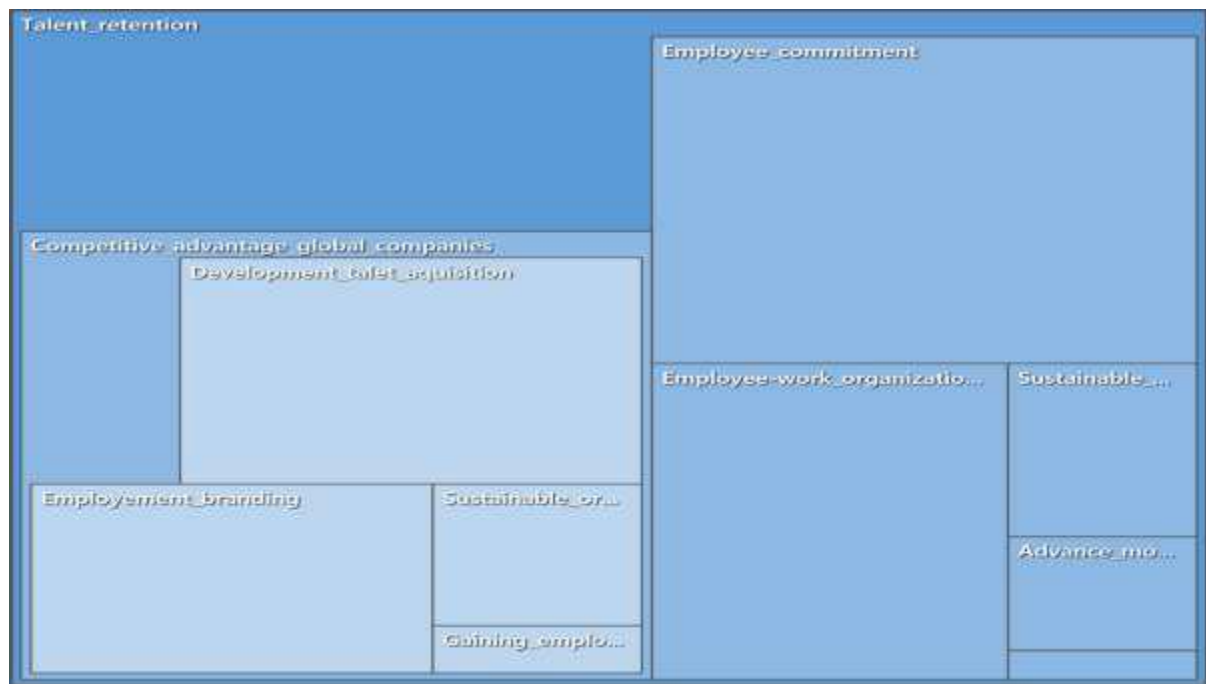 Talent_retention
Employee_commitment
Competitive_advantage_global_companies
Development_talet_aquisition
Employee-work_organizatio...
Sustainable_...
Employement_branding
Sustainable_or...
Advance_mo...
Gaining_emplo...